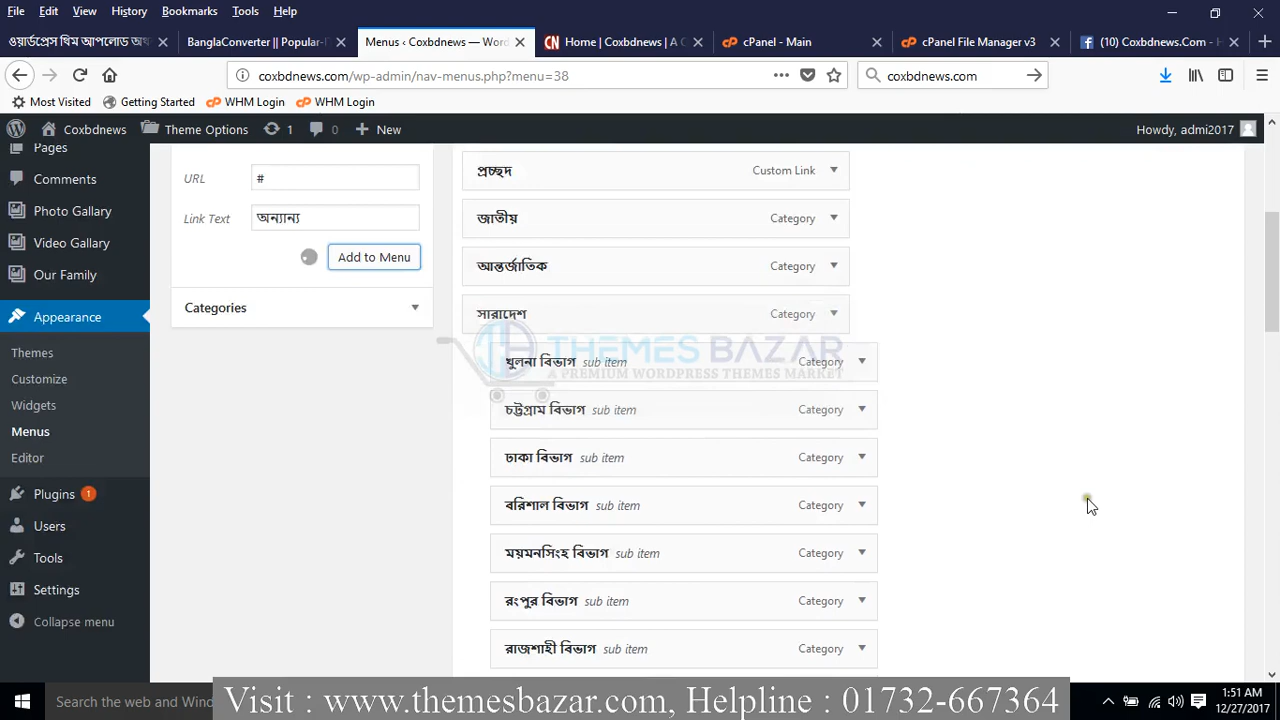 File Edit View History Bookmarks Tools Help
ওয়ার্ডপ্রেস থিম আপলোড অথ
BanglaConverter || Popular-I
Menus ‹ Coxbdnews — Wor
Home | Coxbdnews | A C
cPanel - Main
cPanel File Manager v3
(10) Coxbdnews.Com -
coxbdnews.com/wp-admin/nav-menus.php?menu=38
coxbdnews.com
Most Visited Getting Started WHM Login WHM Login
Coxbdnews Theme Options 1 0 New Howdy, admi2017
Pages
Comments
Photo Gallary
Video Gallary
Our Family
Appearance
Themes
Customize
Widgets
Menus
Editor
Plugins 1
Users
Tools
Settings
Collapse menu
URL #
Link Text অন্যান্য
Add to Menu
Categories
প্রচ্ছদ Custom Link
জাতীয় Category
আন্তর্জাতিক Category
সারাদেশ Category
THEMES BAZAR
A PREMIUM WORDPRESS THEMES MARKET
খুলনা বিভাগ sub item Category
চট্টগ্রাম বিভাগ sub item Category
ঢাকা বিভাগ sub item Category
বরিশাল বিভাগ sub item Category
ময়মনসিংহ বিভাগ sub item Category
রংপুর বিভাগ sub item Category
রাজশাহী বিভাগ sub item Category
Search the web and Wind
Visit : www.themesbazar.com, Helpline : 01732-667364
1:51 AM
12/27/2017